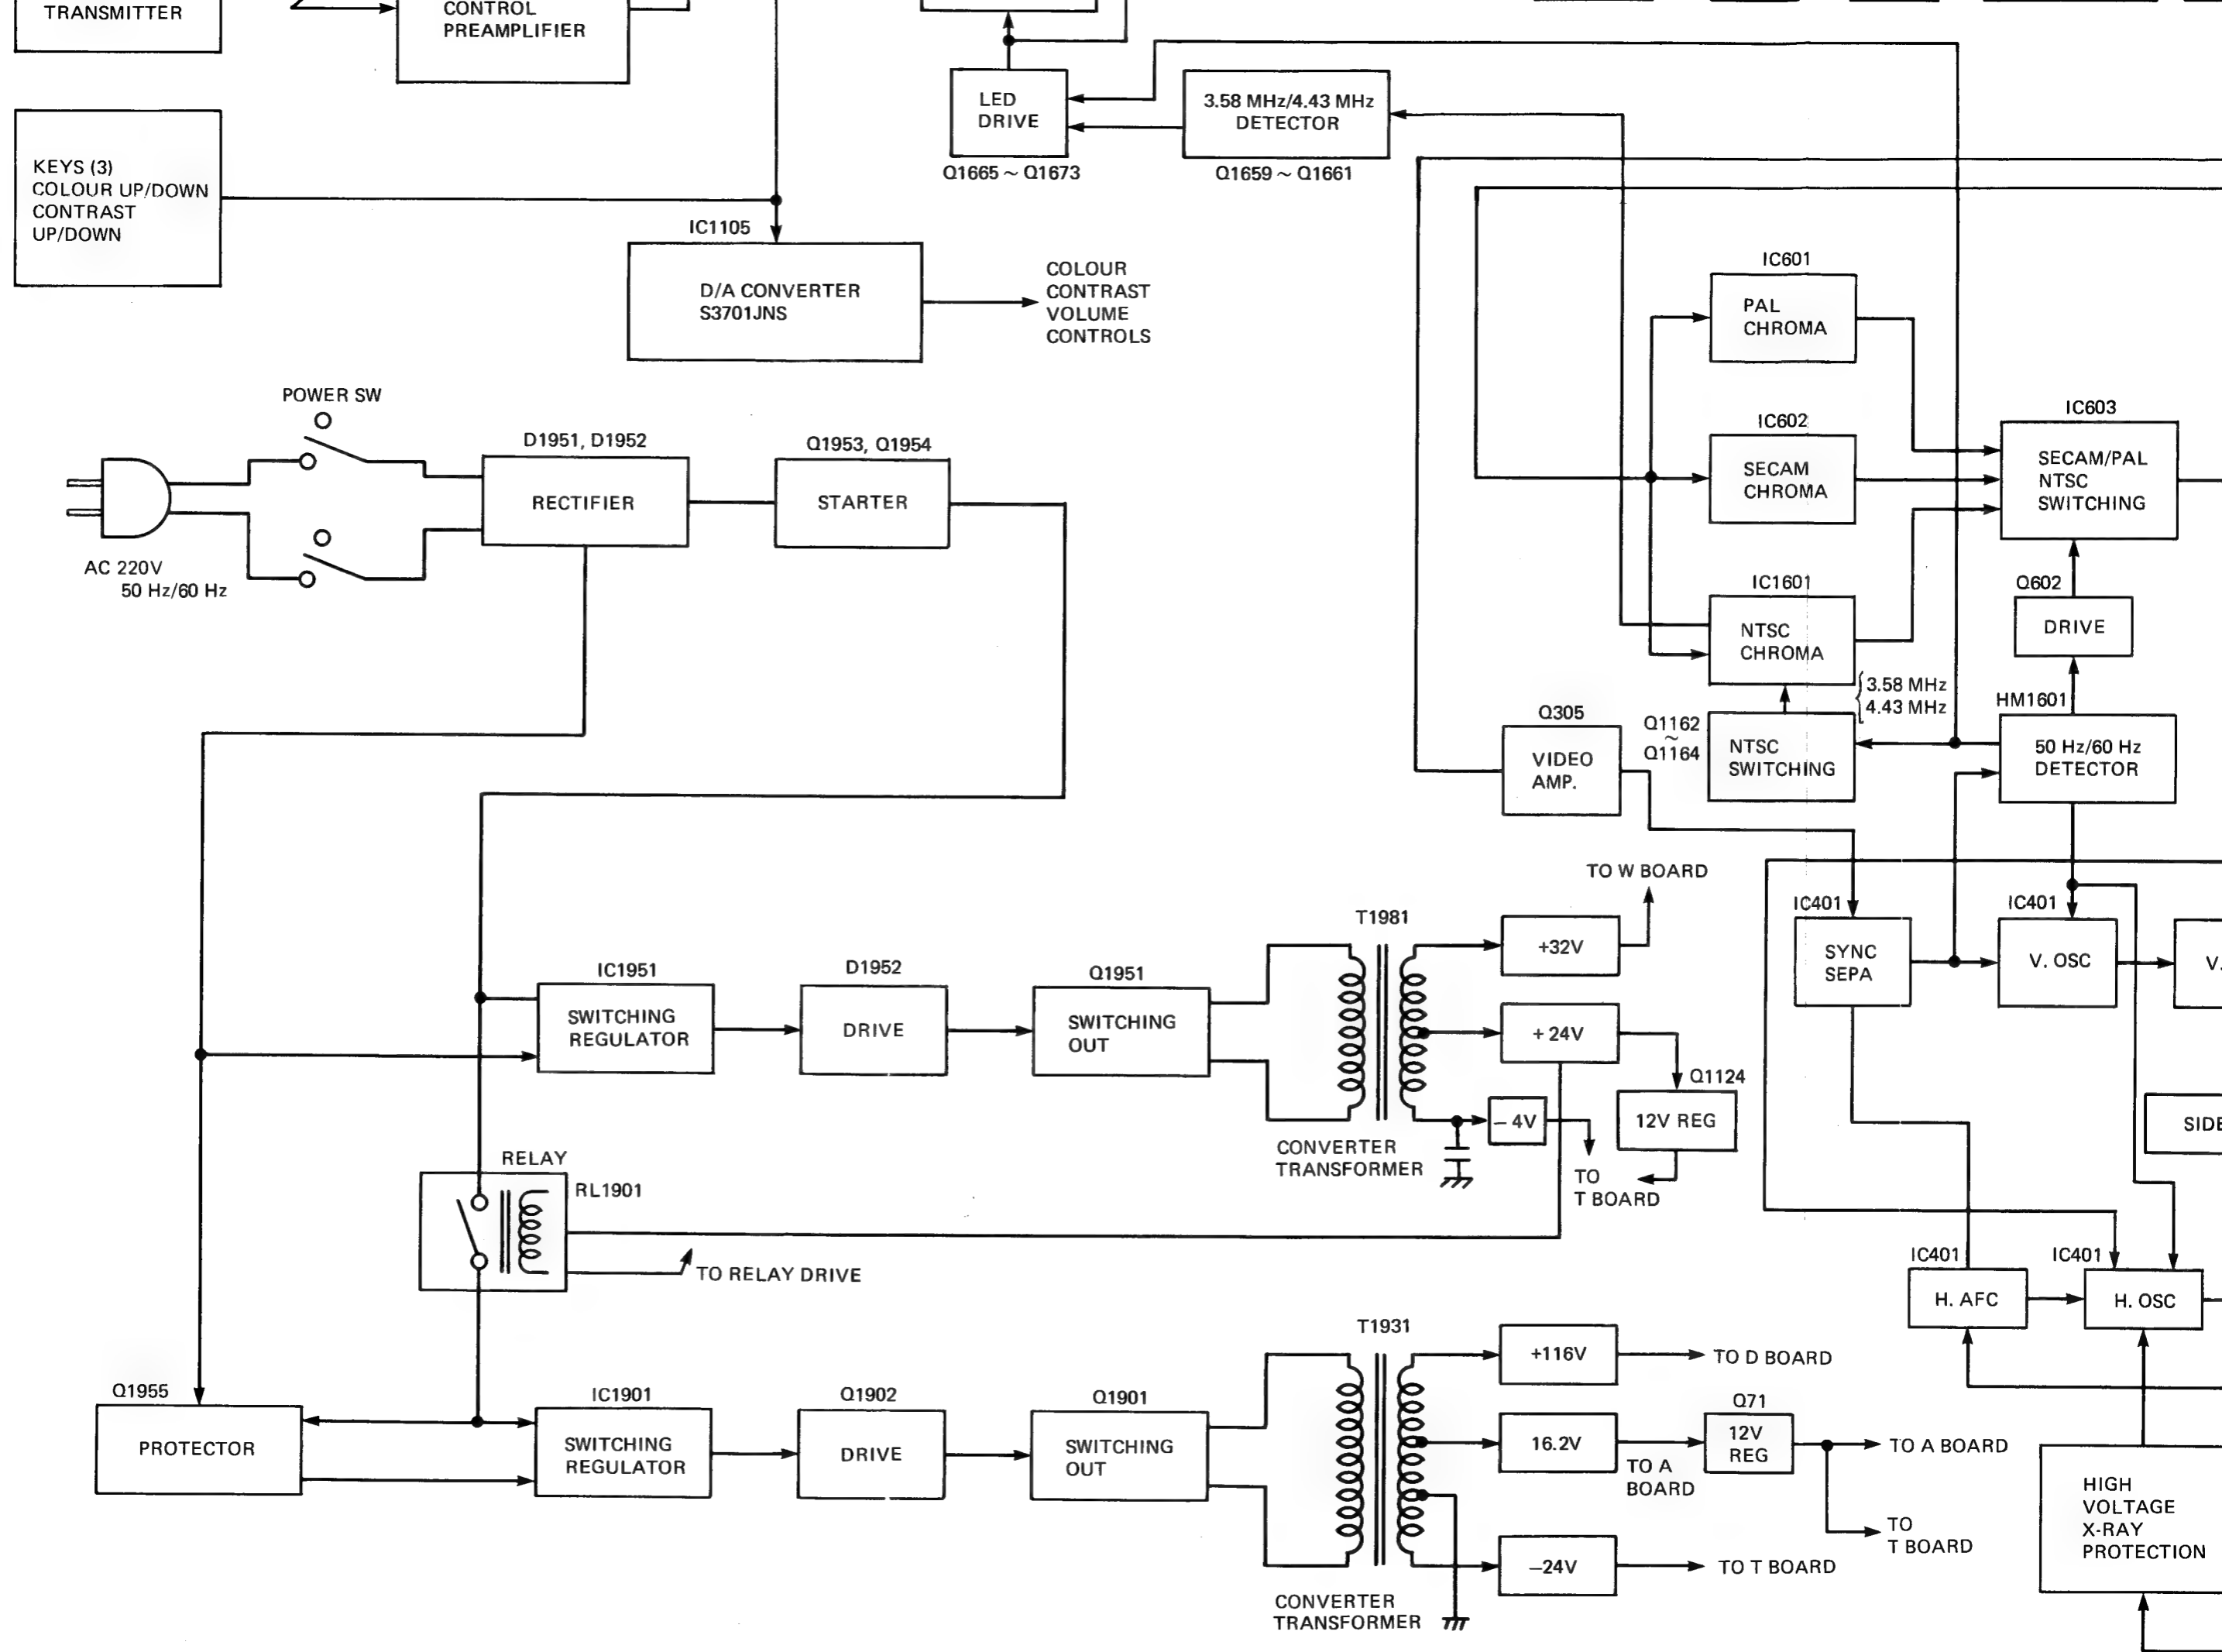 TRANSMITTER
CONTROL
PREAMPLIFIER
KEYS (3)
COLOUR UP/DOWN
CONTRAST
UP/DOWN
LED
DRIVE
Q1665 ~ Q1673
3.58 MHz/4.43 MHz
DETECTOR
Q1659 ~ Q1661
IC1105
D/A CONVERTER
S3701JNS
COLOUR
CONTRAST
VOLUME
CONTROLS
IC601
PAL
CHROMA
IC602
SECAM
CHROMA
IC603
SECAM/PAL
NTSC
SWITCHING
IC1601
NTSC
CHROMA
Q602
DRIVE
3.58 MHz
4.43 MHz
HM1601
50 Hz/60 Hz
DETECTOR
Q1162
~
Q1164
NTSC
SWITCHING
Q305
VIDEO
AMP.
POWER SW
AC 220V
50 Hz/60 Hz
D1951, D1952
RECTIFIER
Q1953, Q1954
STARTER
IC401
SYNC
SEPA
IC401
V. OSC
V.
SIDE
IC1951
SWITCHING
REGULATOR
D1952
DRIVE
Q1951
SWITCHING
OUT
T1981
CONVERTER
TRANSFORMER
+32V
TO W BOARD
+ 24V
Q1124
12V REG
– 4V
TO
T BOARD
RELAY
RL1901
TO RELAY DRIVE
IC401
H. AFC
IC401
H. OSC
Q1955
PROTECTOR
IC1901
SWITCHING
REGULATOR
Q1902
DRIVE
Q1901
SWITCHING
OUT
T1931
CONVERTER
TRANSFORMER
+116V
TO D BOARD
16.2V
TO A
BOARD
Q71
12V
REG
TO A BOARD
TO
T BOARD
–24V
TO T BOARD
HIGH
VOLTAGE
X-RAY
PROTECTION